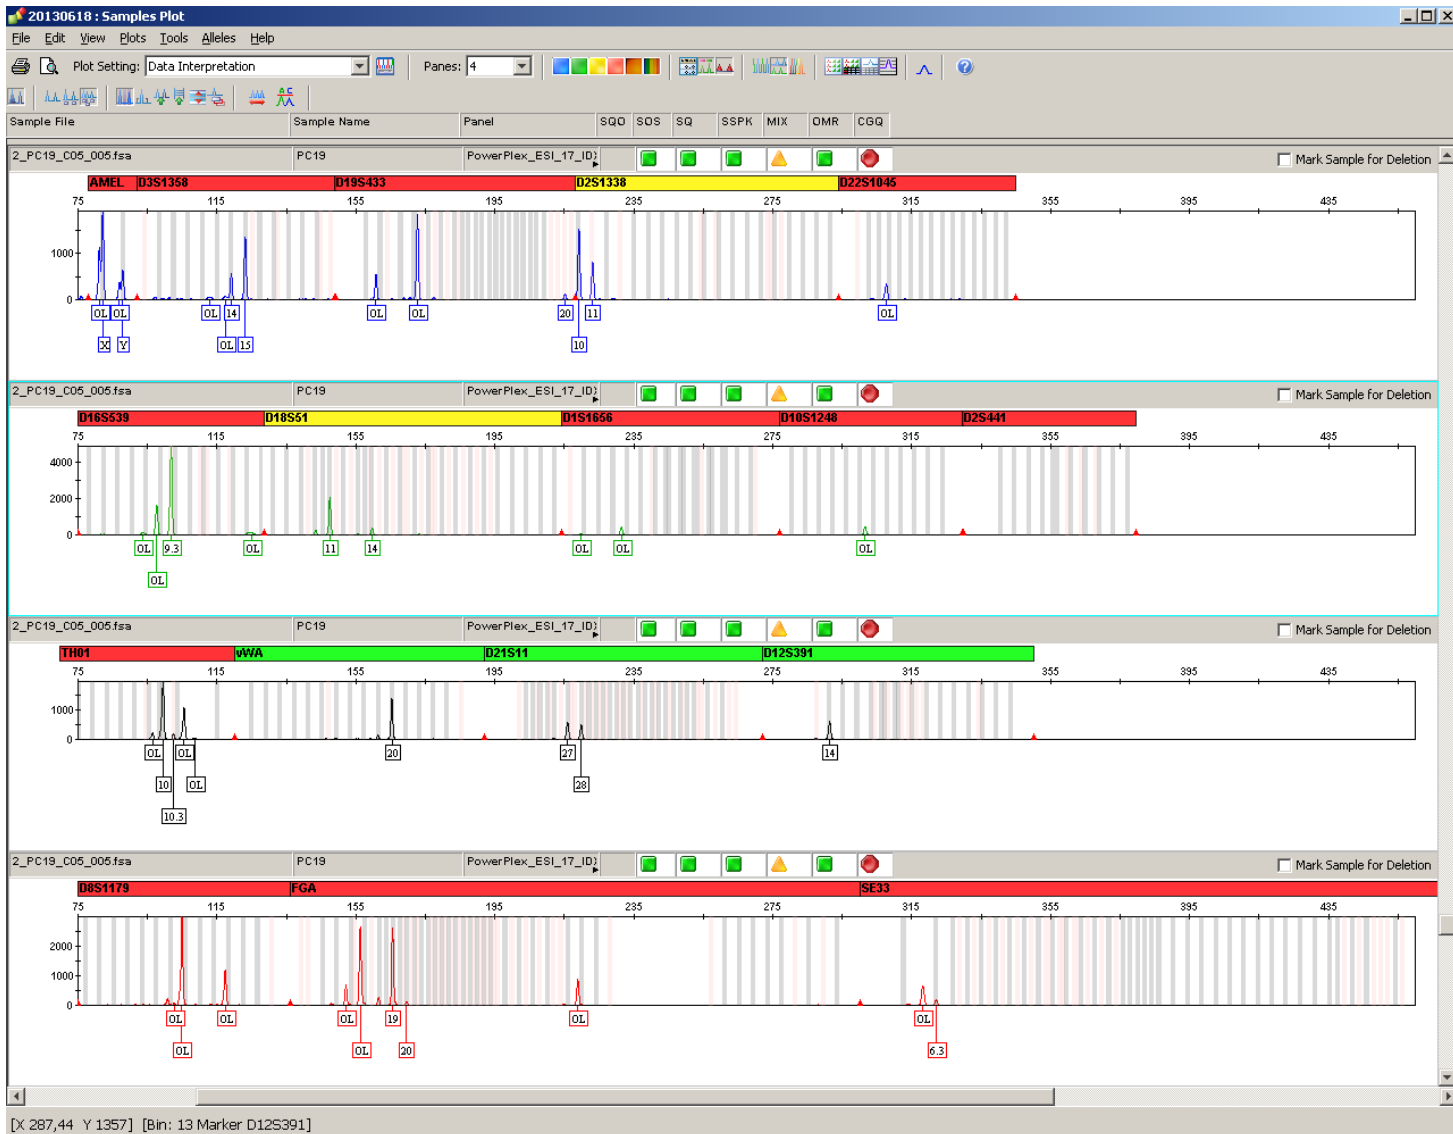 20130618 : Samples Plot
File Edit View Plots Tools Alleles Help
Plot Setting: Data Interpretation Panes: 4
Sample File Sample Name Panel SQO SOS SQ SSPK MIX OMR CGQ
2_PC19_C05_005.fsa PC19 PowerPlex_ESI_17_ID} Mark Sample for Deletion
AMEL D3S1358 D19S433 D2S1338 D22S1045
75 115 155 195 235 275 315 355 395 435
1000
0
OL OL OL 14 OL OL 20 11 OL
X Y OL 15 10
2_PC19_C05_005.fsa PC19 PowerPlex_ESI_17_ID} Mark Sample for Deletion
D16S539 D18S51 D1S1656 D10S1248 D2S441
75 115 155 195 235 275 315 355 395 435
4000
2000
0
OL 9.3 OL 11 14 OL OL OL
OL
2_PC19_C05_005.fsa PC19 PowerPlex_ESI_17_ID} Mark Sample for Deletion
TH01 vWA D21S11 D12S391
75 115 155 195 235 275 315 355 395 435
1000
0
OL OL 20 27 14
10 OL 28
10.3
2_PC19_C05_005.fsa PC19 PowerPlex_ESI_17_ID} Mark Sample for Deletion
D8S1179 FGA SE33
75 115 155 195 235 275 315 355 395 435
2000
1000
0
OL OL OL 19 OL OL
OL OL 20 6.3
[X 287,44 Y 1357] [Bin: 13 Marker D12S391]